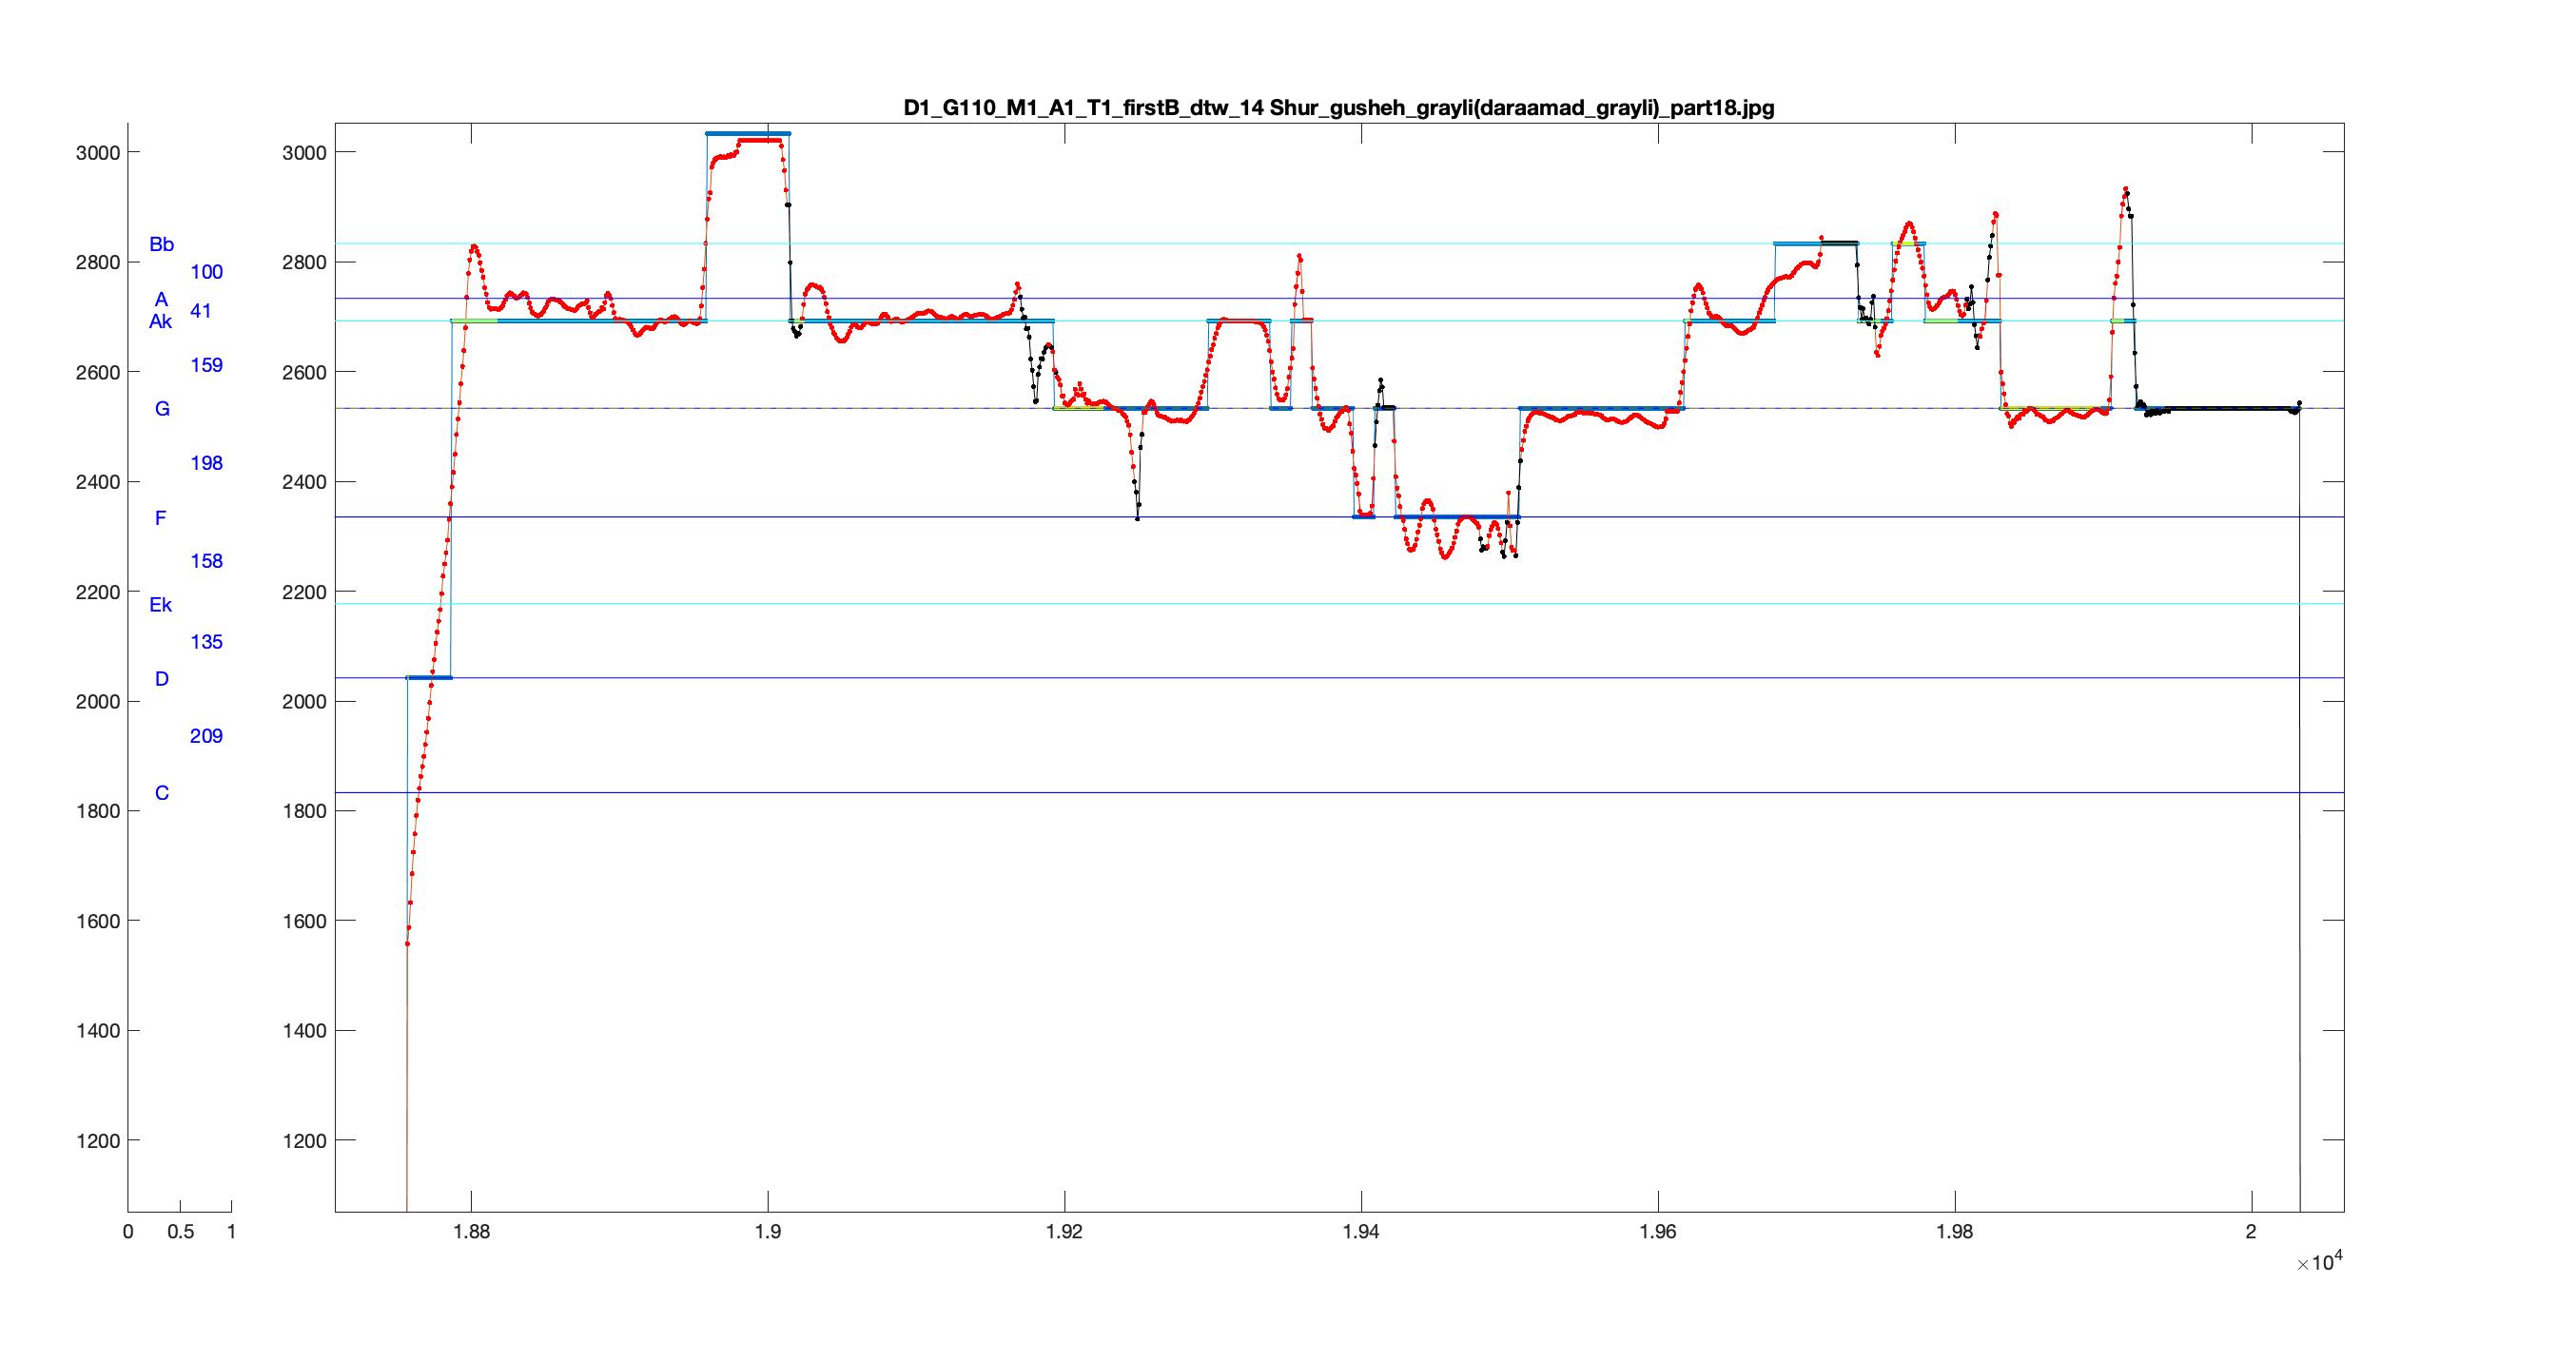 D1_G110_M1_A1_T1_firstB_dtw_14 Shur_gusheh_grayli(daraamad_grayli)_part18.jpg
3000 3000
Bb
2800 100 2800
A
41
Ak
159
2600 2600
G
198
2400 2400
F
158
2200 2200
Ek
135
D
2000 2000
209
C
1800 1800
1600 1600
1400 1400
1200 1200
0 0.5 1 1.88 1.9 1.92 1.94 1.96 1.98 2
×10^4